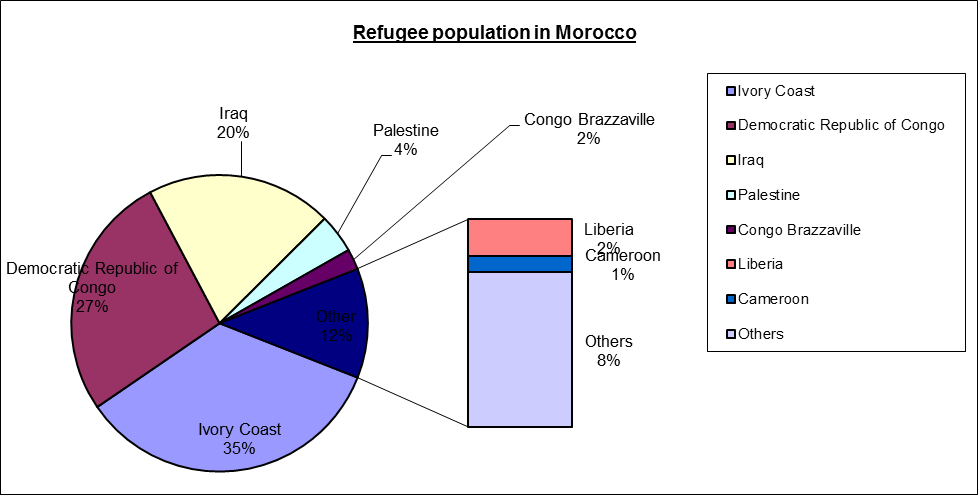 Refugee population in Morocco
Iraq
20%
Palestine
4%
Congo Brazzaville
2%
Democratic Republic of
Congo
27%
Other
12%
Ivory Coast
35%
Liberia
2%
Cameroon
1%
Others
8%
Ivory Coast
Democratic Republic of Congo
Iraq
Palestine
Congo Brazzaville
Liberia
Cameroon
Others